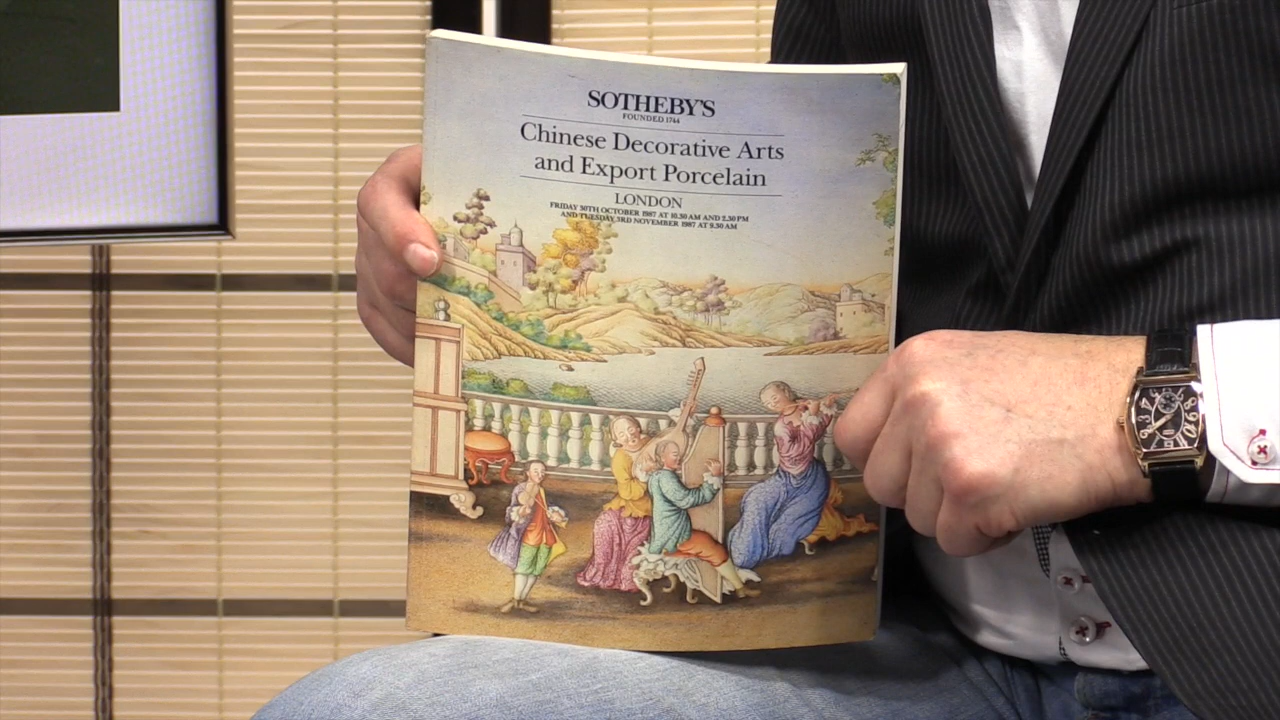 SOTHEBY'S
FOUNDED 1744
Chinese Decorative Arts
and Export Porcelain
LONDON
FRIDAY 30TH OCTOBER 1987 AT 10.30 AM AND 2.30 PM
AND TUESDAY 3RD NOVEMBER 1987 AT 9.30 AM